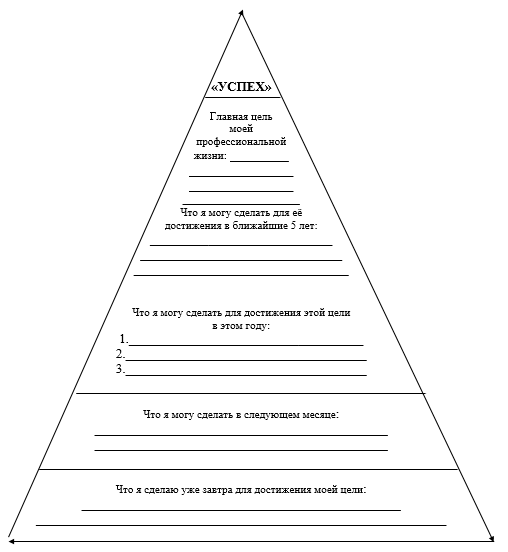 «УСПЕХ»
Главная цель
моей
профессиональной
жизни: ___________
Что я могу сделать для её
достижения в ближайшие 5 лет:
Что я могу сделать для достижения этой цели
в этом году:
1.
2.
3.
Что я могу сделать в следующем месяце:
Что я сделаю уже завтра для достижения моей цели: